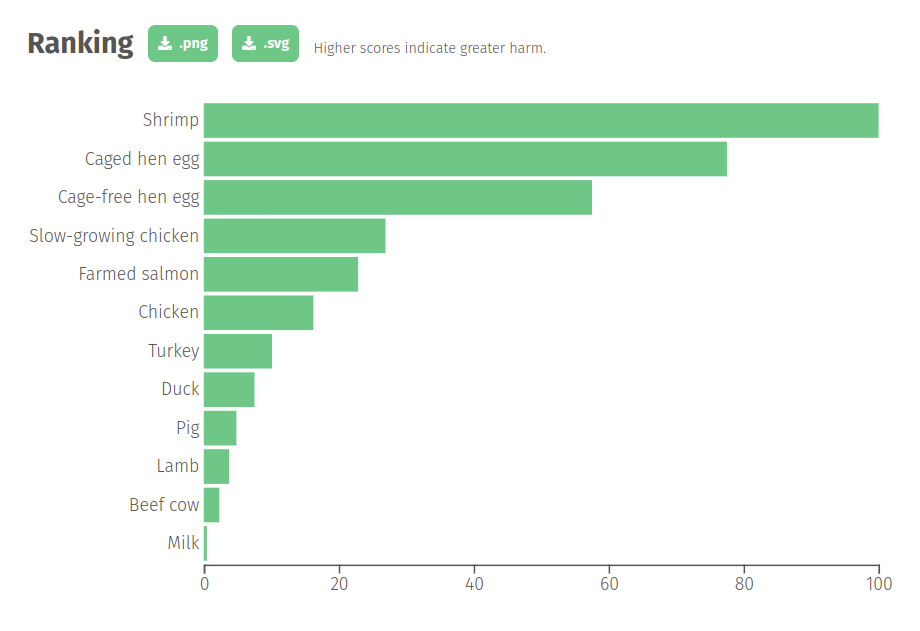 Ranking
.png
.svg
Higher scores indicate greater harm.
Shrimp
Caged hen egg
Cage-free hen egg
Slow-growing chicken
Farmed salmon
Chicken
Turkey
Duck
Pig
Lamb
Beef cow
Milk
0 20 40 60 80 100